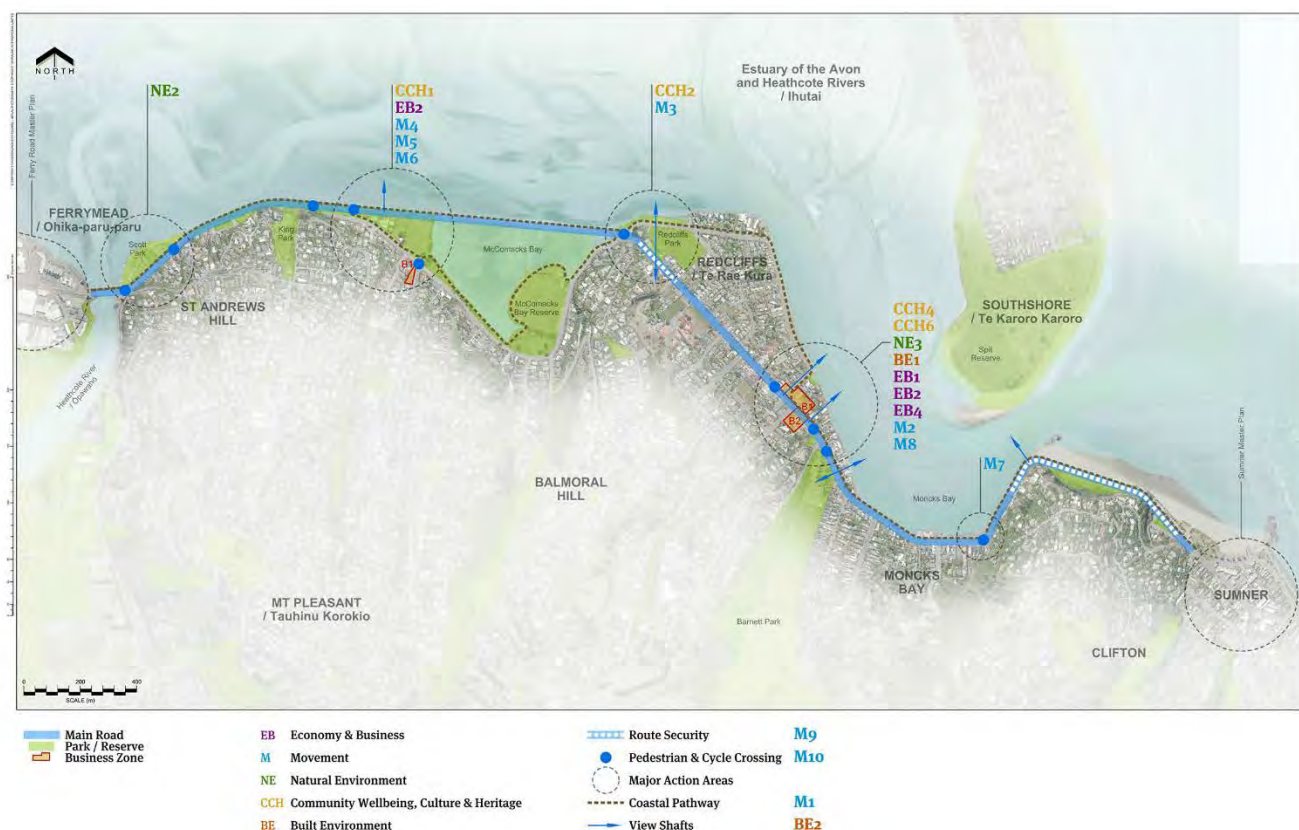 NORTH
NE2
CCH1
EB2
M4
M5
M6
CCH2
M3
Estuary of the Avon
and Heathcote Rivers
/ Ihutai
Ferry Road Master Plan
FERRYMEAD
/ Ohika-paru-paru
Scott
Park
King
Park
McCormacks Bay
Redcliffs
Park
REDCLIFFS
/ Te Rae Kura
B1
McCormacks
Bay Reserve
ST ANDREWS
HILL
SOUTHSHORE
/ Te Karoro Karoro
Spit
Reserve
Heathcote River
/ Opawaho
CCH4
CCH6
NE3
BE1
EB1
EB2
EB4
M2
M8
B1
B2
BALMORAL
HILL
M7
Moncks Bay
Sumner Master Plan
MONCKS
BAY
SUMNER
MT PLEASANT
/ Tauhinu Korokio
Barnett Park
CLIFTON
0 200 400
SCALE (m)
Main Road
Park / Reserve
Business Zone
EB Economy & Business
M Movement
NE Natural Environment
CCH Community Wellbeing, Culture & Heritage
BE Built Environment
Route Security M9
Pedestrian & Cycle Crossing M10
Major Action Areas
Coastal Pathway M1
View Shafts BE2